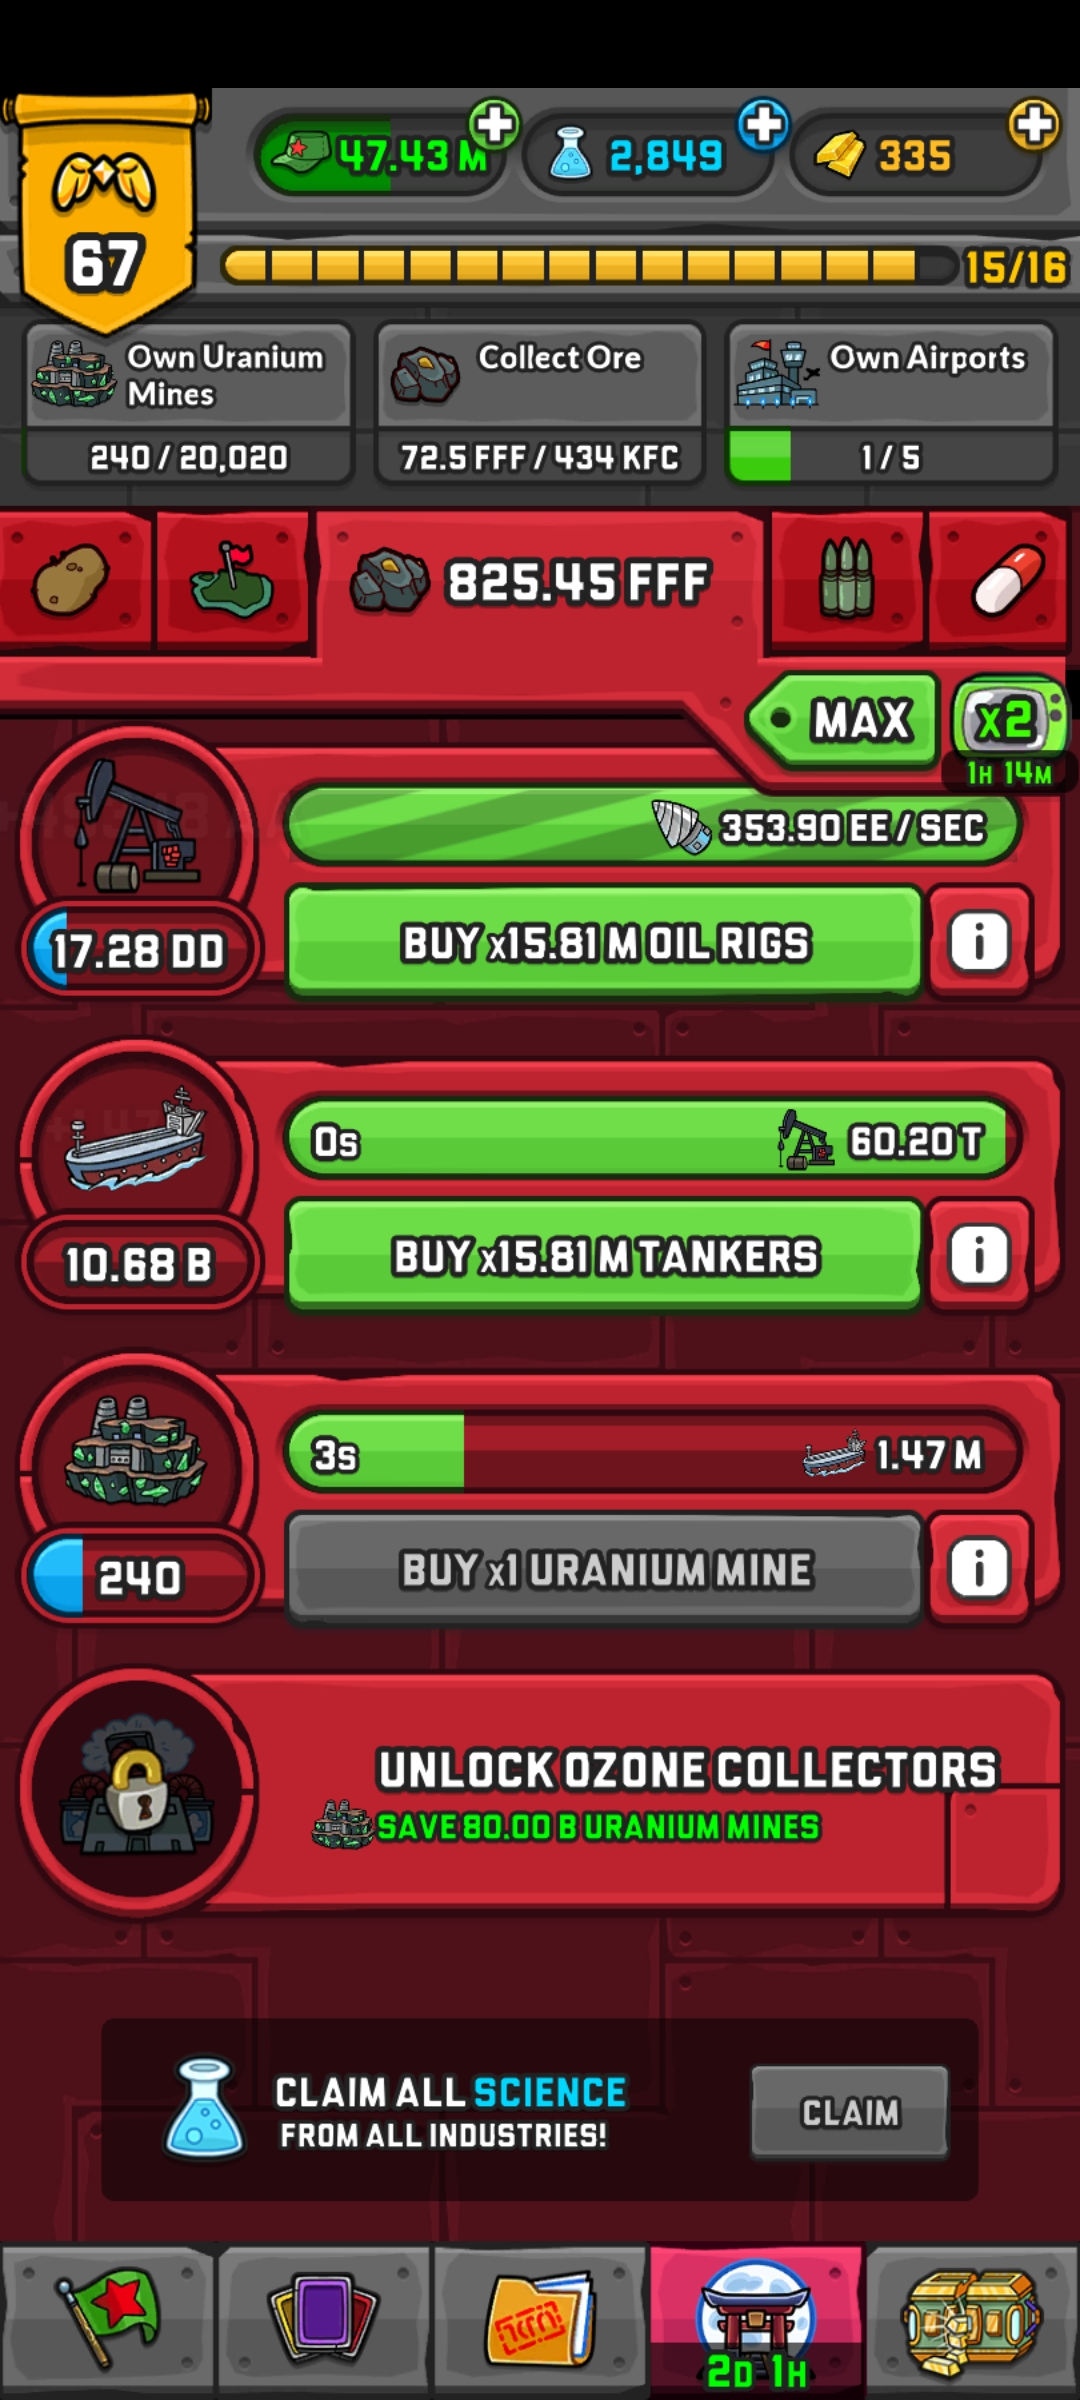 47.43 M
2,849
335
67
15/16
Own Uranium
Mines
240 / 20,020
Collect Ore
72.5 FFF / 434 KFC
Own Airports
1 / 5
825.45 FFF
MAX
x2
1H 14M
353.90 EE / SEC
17.28 DD
BUY x15.81 M OIL RIGS
i
0s
60.20 T
10.68 B
BUY x15.81 M TANKERS
i
3s
1.47 M
240
BUY x1 URANIUM MINE
i
UNLOCK OZONE COLLECTORS
SAVE 80.00 B URANIUM MINES
CLAIM ALL SCIENCE
FROM ALL INDUSTRIES!
CLAIM
2D 1H